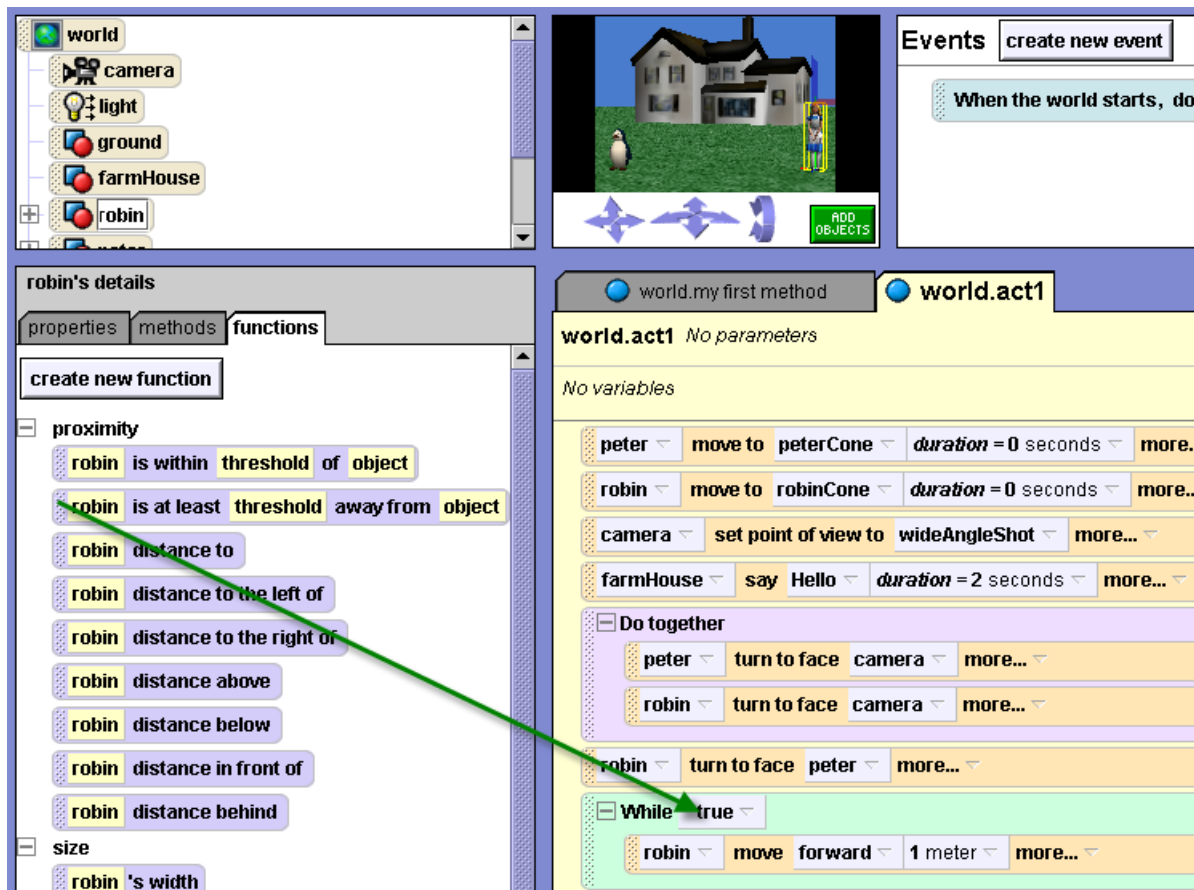 world
camera
light
ground
farmHouse
robin
ADD
OBJECTS
Events create new event
When the world starts, do
robin's details
properties methods functions
create new function
proximity
robin is within threshold of object
robin is at least threshold away from object
robin distance to
robin distance to the left of
robin distance to the right of
robin distance above
robin distance below
robin distance in front of
robin distance behind
size
robin 's width
world.my first method world.act1
world.act1 No parameters
No variables
peter move to peterCone duration = 0 seconds more...
robin move to robinCone duration = 0 seconds more...
camera set point of view to wideAngleShot more...
farmHouse say Hello duration = 2 seconds more...
Do together
peter turn to face camera more...
robin turn to face camera more...
robin turn to face peter more...
While true
robin move forward 1 meter more...